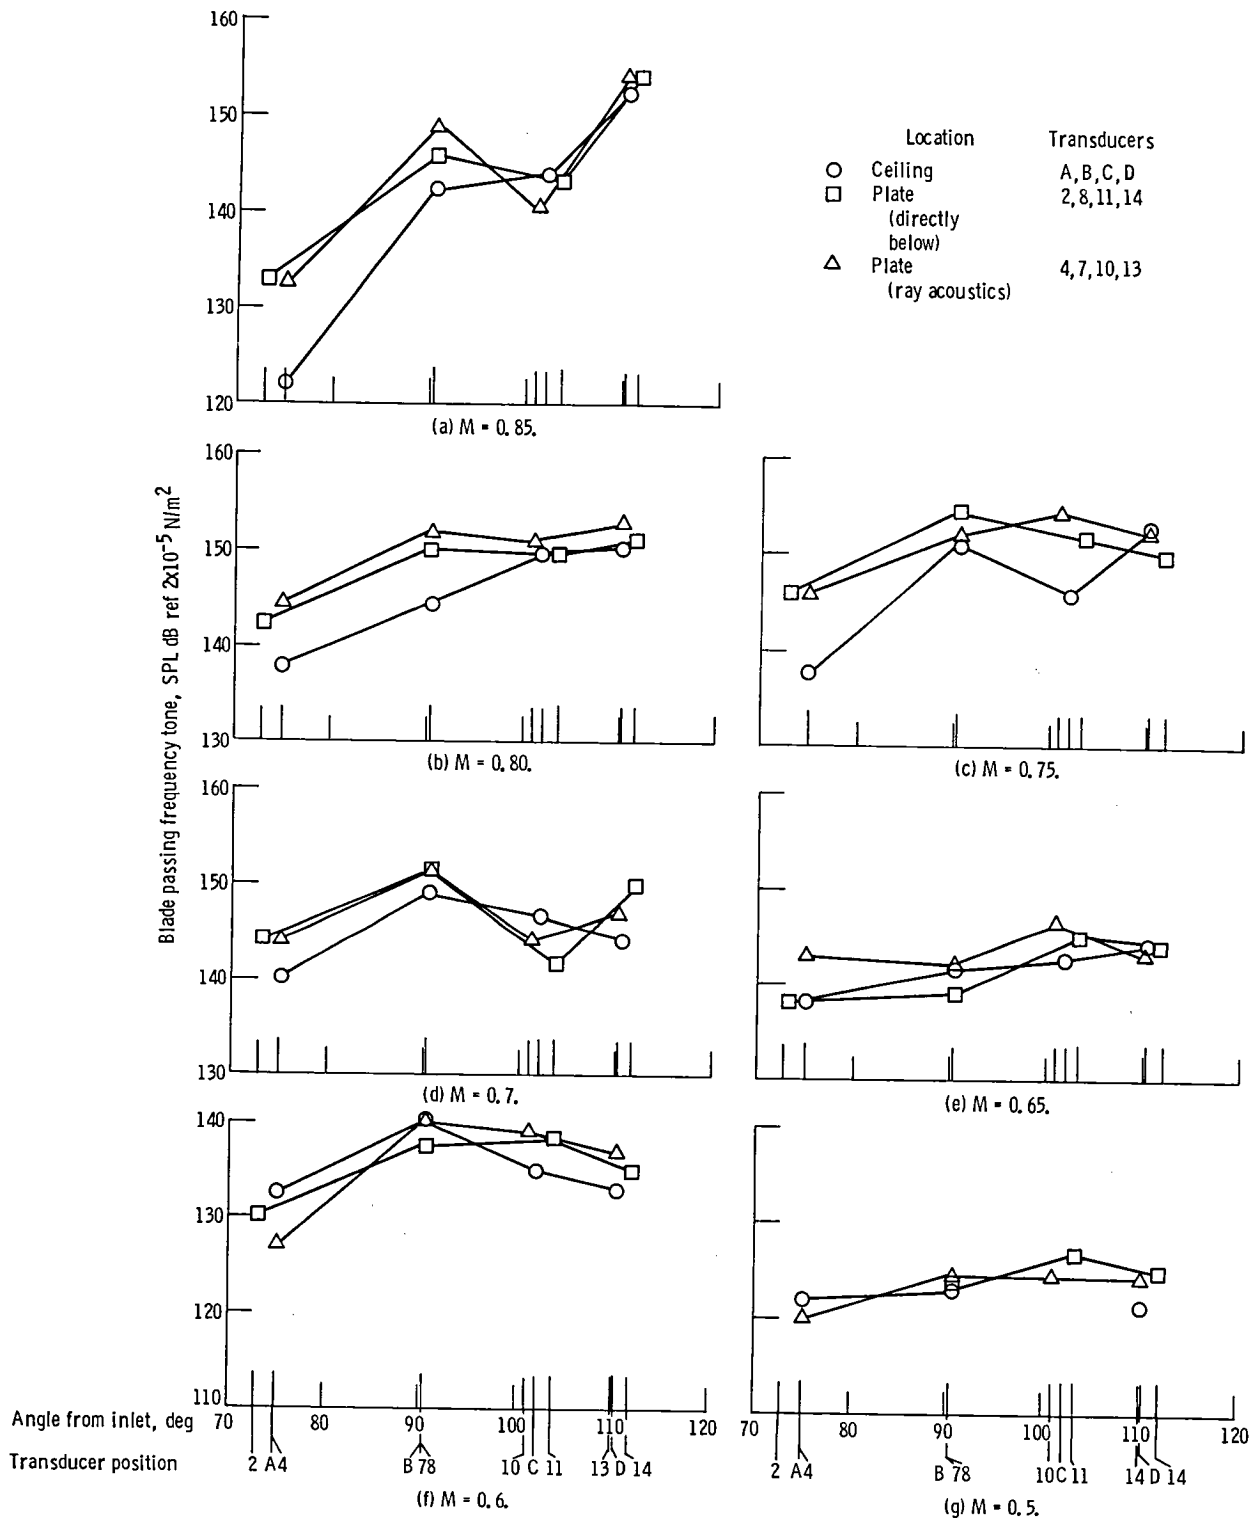 160
150
140
130
120
Location Transducers
Ceiling A, B, C, D
Plate 2, 8, 11, 14
(directly
below)
Plate 4, 7, 10, 13
(ray acoustics)
(a) M = 0.85.
Blade passing frequency tone, SPL dB ref 2x10⁻⁵ N/m²
160
150
140
130
(b) M = 0.80.
(c) M = 0.75.
160
150
140
130
(d) M = 0.7.
(e) M = 0.65.
140
130
120
110
Angle from inlet, deg 70 80 90 100 110 120
70 80 90 100 110 120
Transducer position 2 A4 B 78 10 C 11 13 D 14
2 A4 B 78 10 C 11 14 D 14
(f) M = 0.6.
(g) M = 0.5.